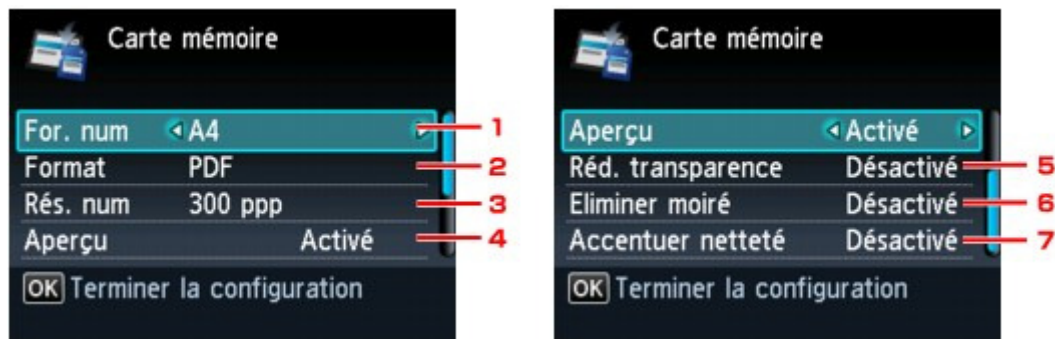 Carte mémoire
For. num A4 1
Format PDF 2
Rés. num 300 ppp 3
Aperçu Activé 4
OK Terminer la configuration
Carte mémoire
Aperçu Activé
Réd. transparence Désactivé 5
Eliminer moiré Désactivé 6
Accentuer netteté Désactivé 7
OK Terminer la configuration